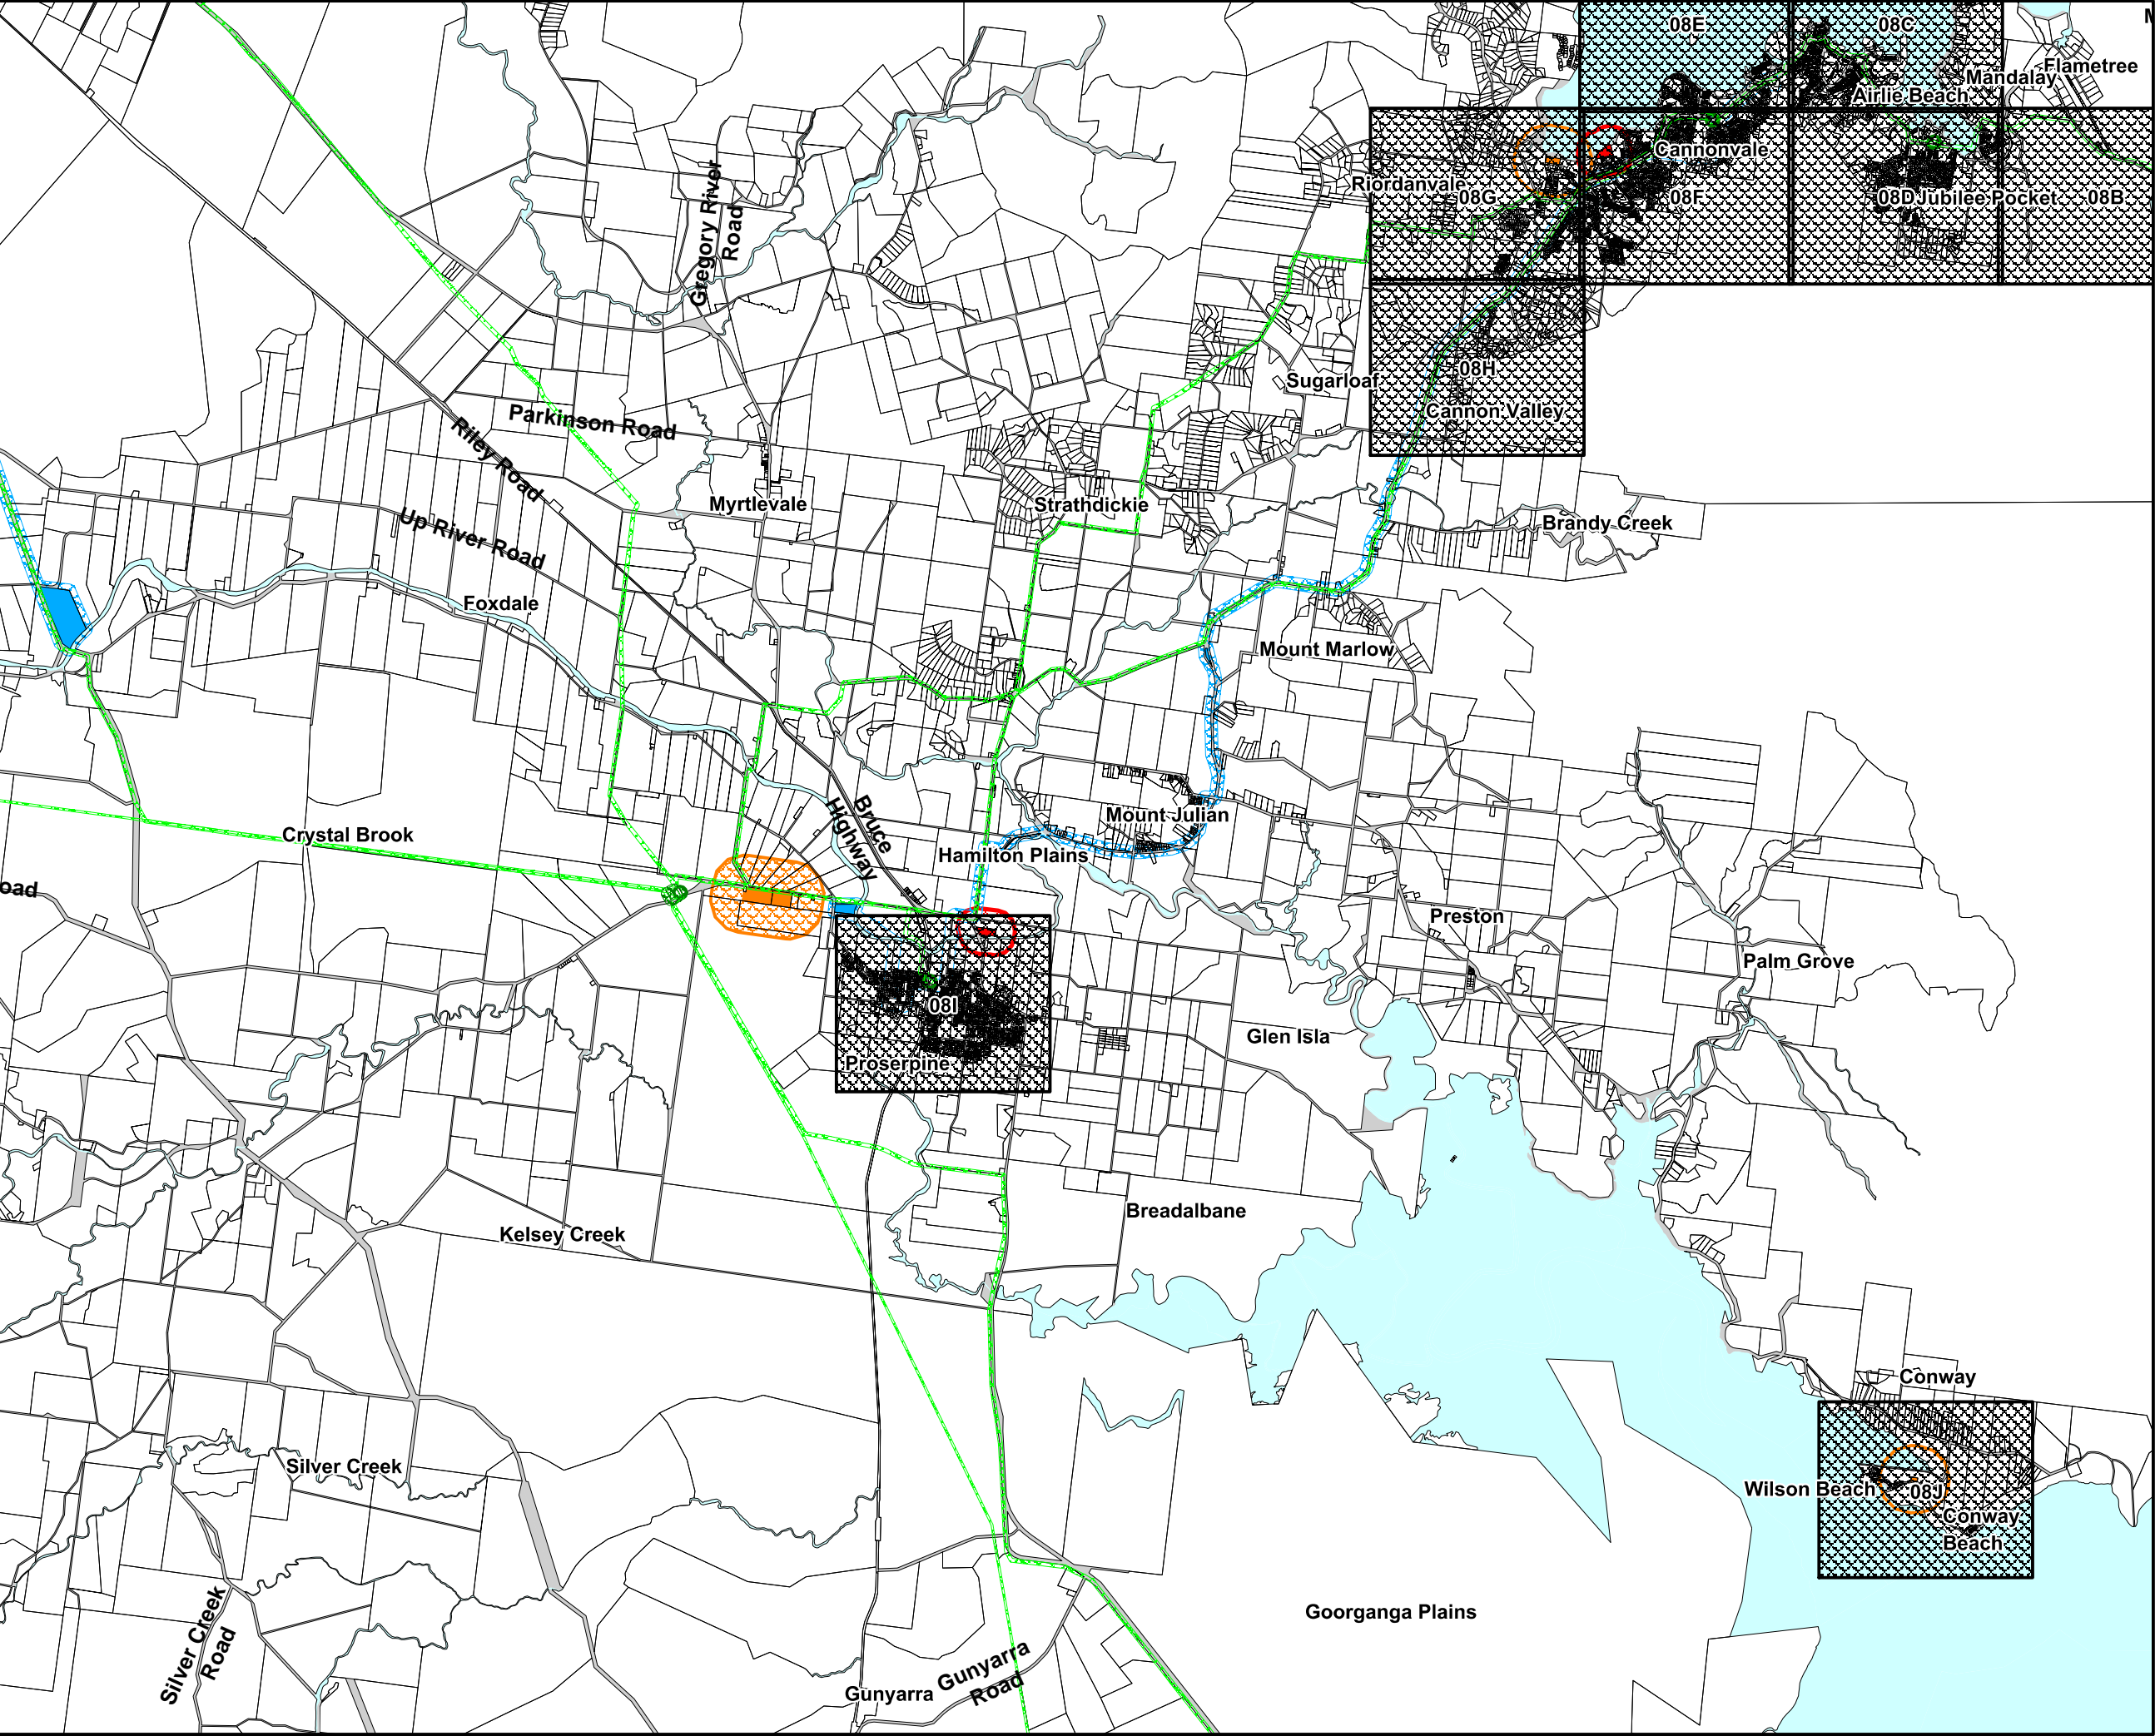 08E
08C
M
Flametree
Mandalay
Airlie Beach
Cannonvale
Riordanvale
08G
08F
08D
Jubilee Pocket
08B
Gregory River
Road
Sugarloaf
08H
Cannon Valley
Parkinson Road
Riley Road
Myrtlevale
Strathdickie
Up River Road
Brandy Creek
Foxdale
Mount Marlow
Bruce
Highway
Mount Julian
Crystal Brook
Hamilton Plains
oad
Preston
Palm Grove
08I
Glen Isla
Proserpine
Breadalbane
Kelsey Creek
Conway
Silver Creek
Wilson Beach
08J
Conway
Beach
Goorganga Plains
Silver Creek
Road
Gunyarra
Road
Gunyarra